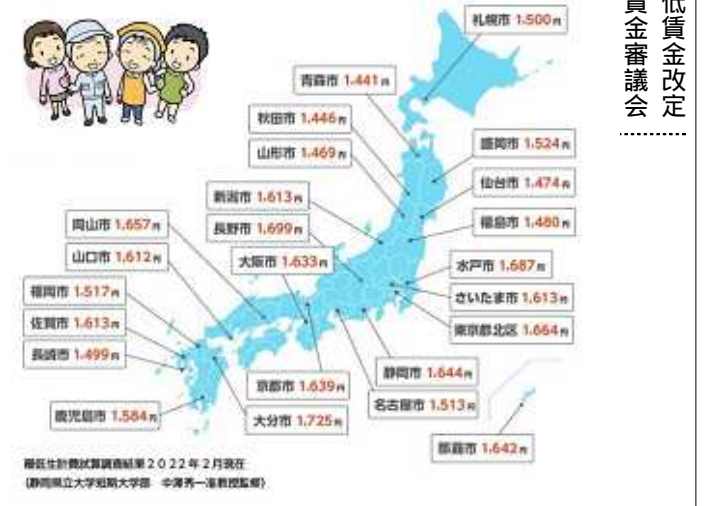 低賃金改定
賃金審議会
札幌市 1,500円
青森市 1,441円
秋田市 1,446円
山形市 1,469円
盛岡市 1,524円
仙台市 1,474円
福島市 1,480円
新潟市 1,613円
長野市 1,699円
大阪市 1,633円
岡山市 1,657円
山口市 1,612円
福岡市 1,517円
佐賀市 1,613円
長崎市 1,499円
鹿児島市 1,584円
水戸市 1,687円
さいたま市 1,613円
東京都北区 1,664円
静岡市 1,644円
名古屋市 1,513円
京都市 1,639円
大分市 1,725円
那覇市 1,642円
最低生計費試算調査結果2022年2月現在
(静岡県立大学短期大学部 中澤秀一准教授監修)